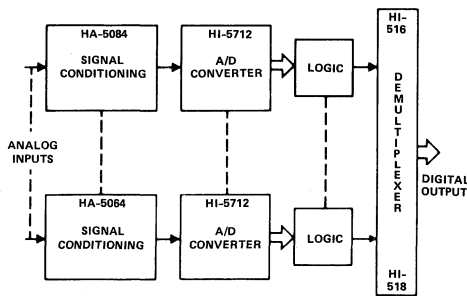 HA-5084
SIGNAL
CONDITIONING
HI-5712
A/D
CONVERTER
LOGIC
HI-
516
ANALOG
INPUTS
DEMULTIPLEXER
DIGITAL
OUTPUT
HA-5064
SIGNAL
CONDITIONING
HI-5712
A/D
CONVERTER
LOGIC
HI-
518